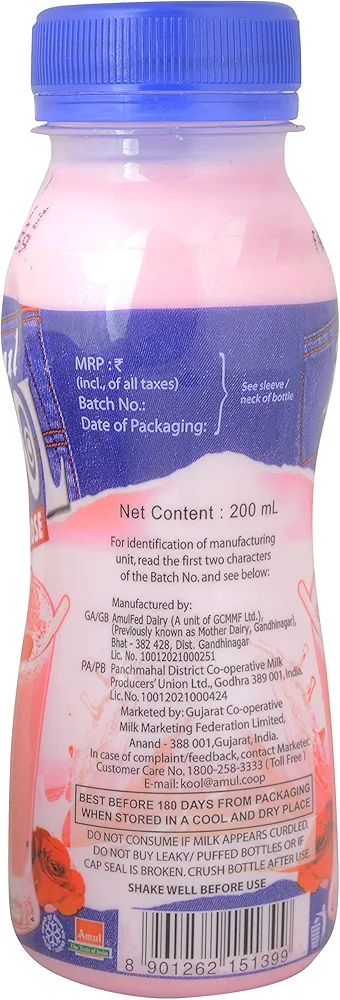 MRP : ₹
(incl., of all taxes)
Batch No.:
Date of Packaging:
See sleeve /
neck of bottle
Net Content : 200 mL
For identification of manufacturing
unit, read the first two characters
of the Batch No. and see below:
Manufactured by:
GA/GB AmulFed Dairy (A unit of GCMMF Ltd.),
(Previously known as Mother Dairy, Gandhinagar),
Bhat - 382 428, Dist. Gandhinagar
Lic. No. 10012021000251
PA/PB Panchmahal District Co-operative Milk
Producers' Union Ltd., Godhra 389 001, India.
Lic. No. 10012021000424
Marketed by: Gujarat Co-operative
Milk Marketing Federation Limited,
Anand - 388 001, Gujarat, India.
In case of complaint/feedback, contact Marketer.
Customer Care No. 1800-258-3333 ( Toll Free )
E-mail: kool@amul.coop
BEST BEFORE 180 DAYS FROM PACKAGING
WHEN STORED IN A COOL AND DRY PLACE
DO NOT CONSUME IF MILK APPEARS CURDLED.
DO NOT BUY LEAKY/ PUFFED BOTTLES OR IF
CAP SEAL IS BROKEN. CRUSH BOTTLE AFTER USE
SHAKE WELL BEFORE USE
Amul
The Taste of India
8 901262 151399